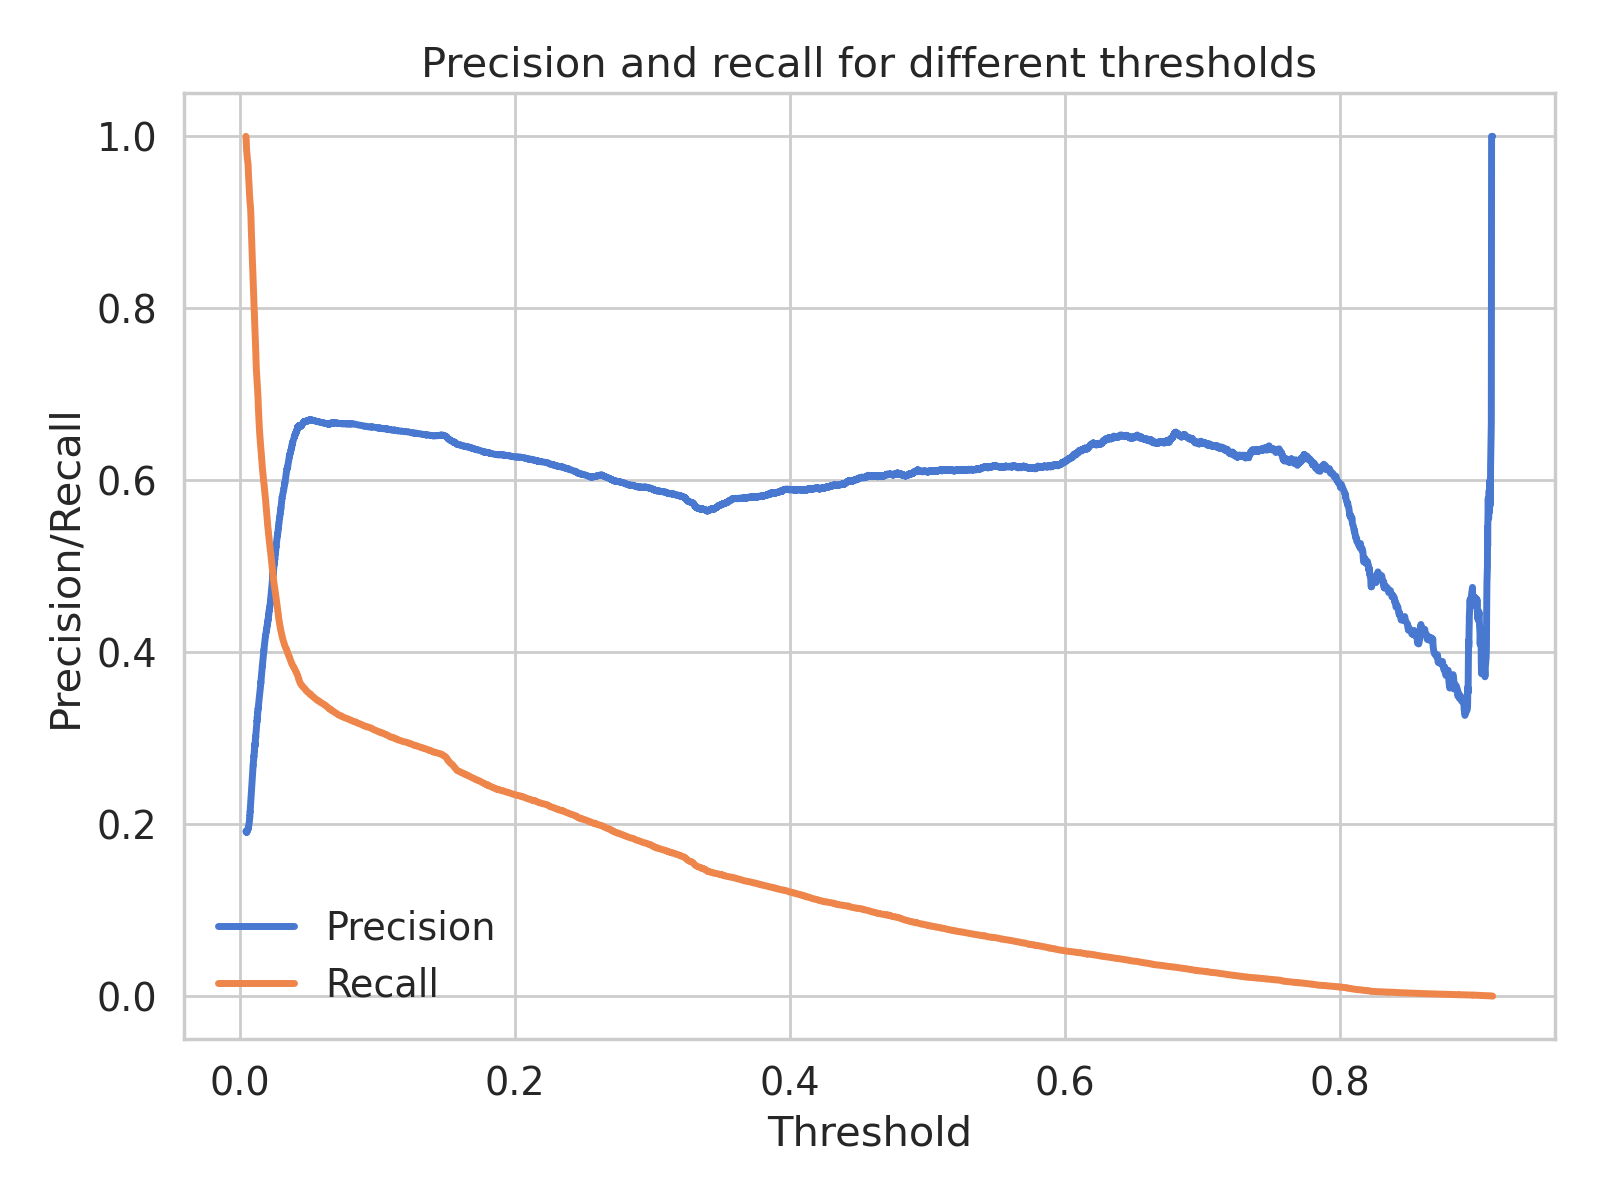 Precision and recall for different thresholds
1.0
0.8
0.6
0.4
0.2
0.0
Precision/Recall
Precision
Recall
0.0 0.2 0.4 0.6 0.8
Threshold